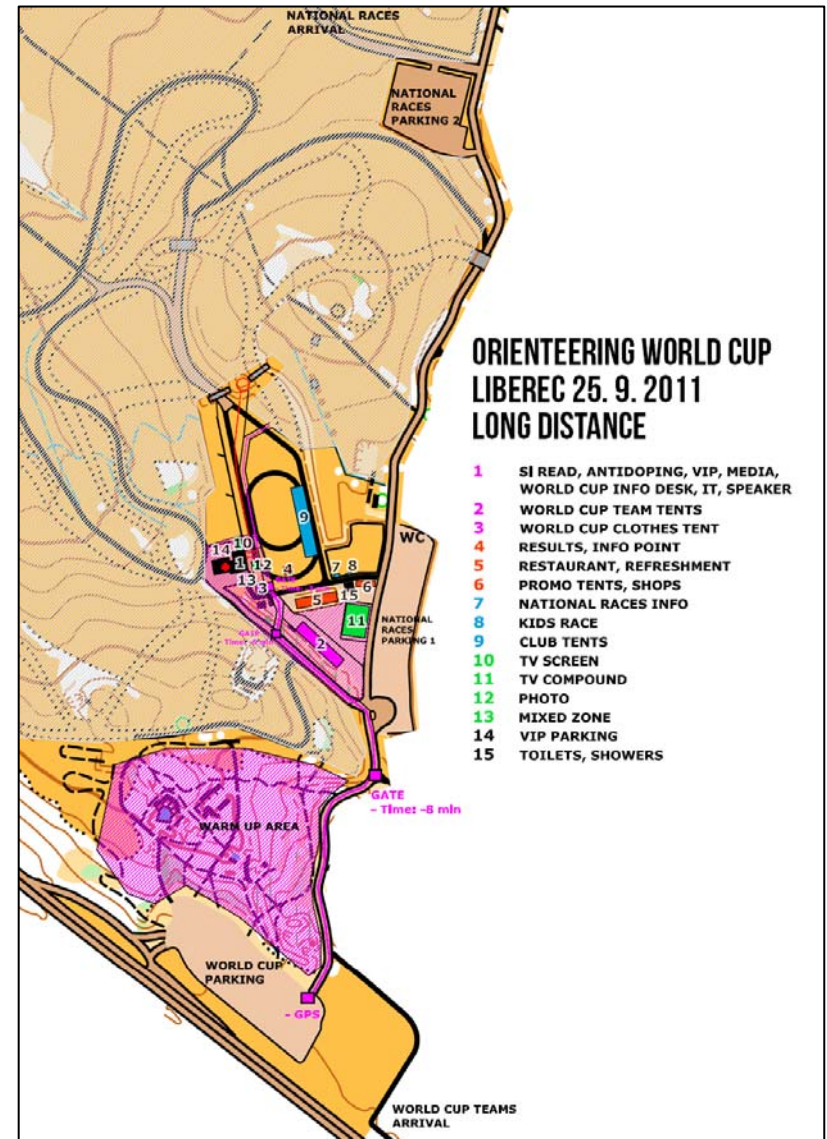 NATIONAL RACES
ARRIVAL
NATIONAL
RACES
PARKING 2
ORIENTEERING WORLD CUP
LIBEREC 25. 9. 2011
LONG DISTANCE
1 SI READ, ANTIDOPING, VIP, MEDIA,
WORLD CUP INFO DESK, IT, SPEAKER
2 WORLD CUP TEAM TENTS
3 WORLD CUP CLOTHES TENT
4 RESULTS, INFO POINT
5 RESTAURANT, REFRESHMENT
6 PROMO TENTS, SHOPS
7 NATIONAL RACES INFO
8 KIDS RACE
9 CLUB TENTS
10 TV SCREEN
11 TV COMPOUND
12 PHOTO
13 MIXED ZONE
14 VIP PARKING
15 TOILETS, SHOWERS
9
WC
14 10
1 12 4 7 8
13
3 5 15 6
11
2
NATIONAL
RACES
PARKING 1
GATE
- Time: -8 min
WARM UP AREA
WORLD CUP
PARKING
- GPS
WORLD CUP TEAMS
ARRIVAL